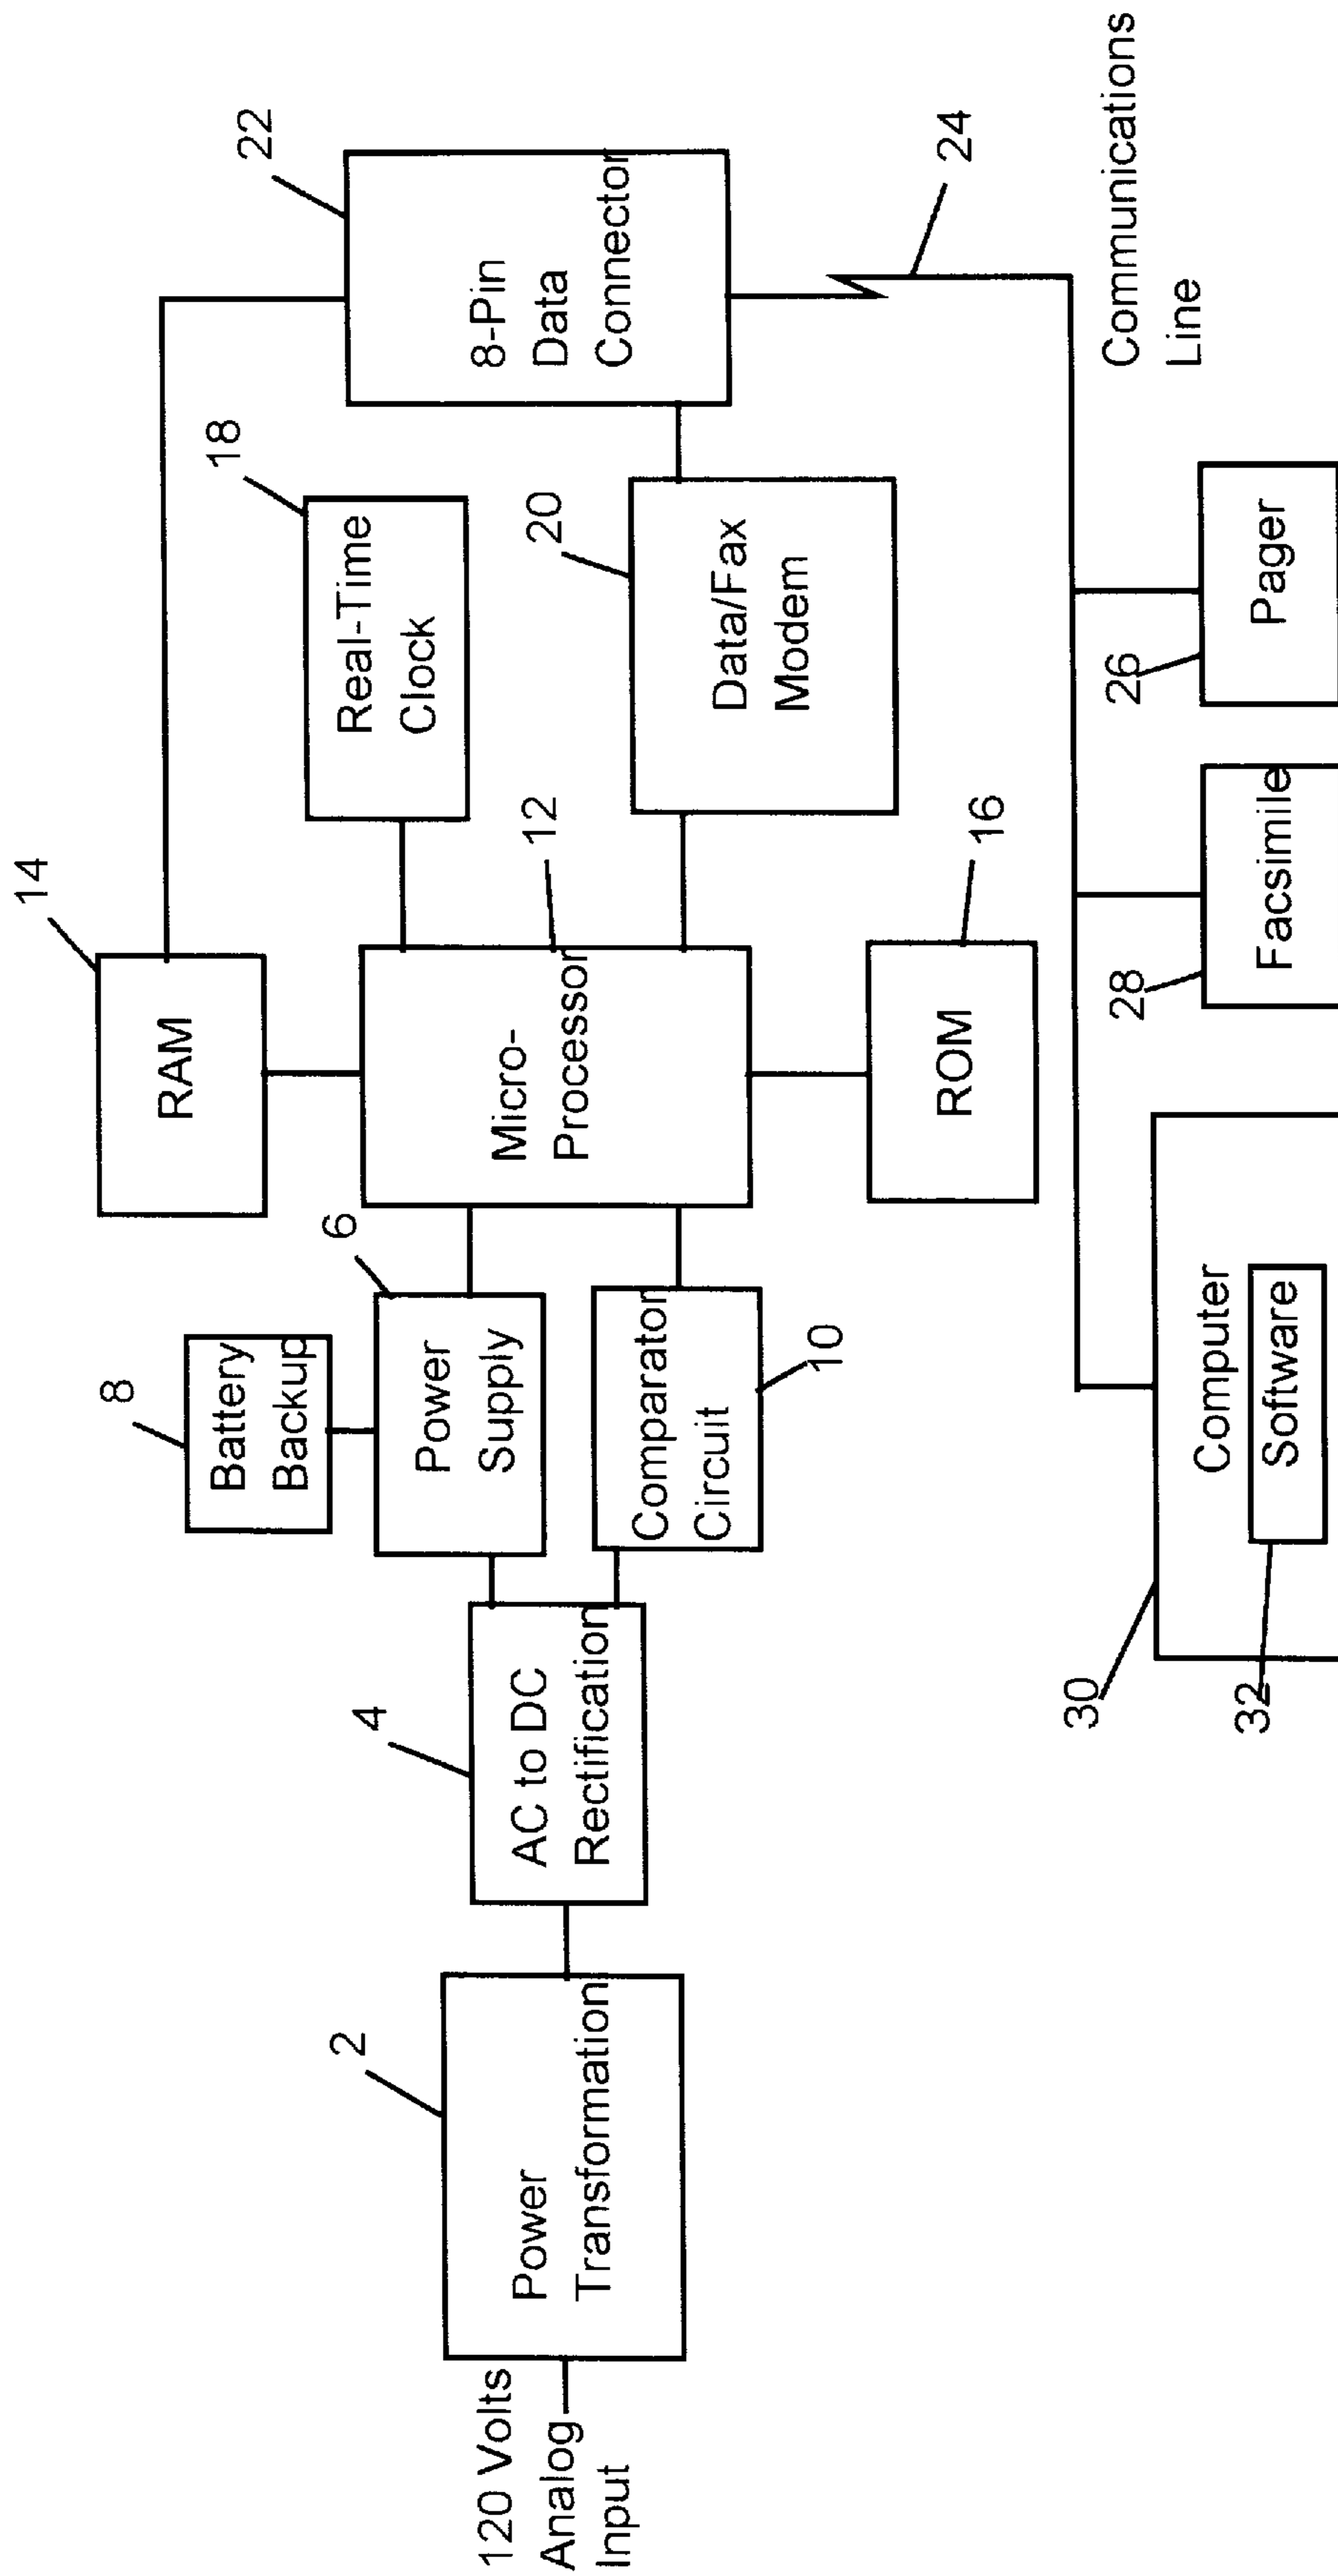 120 Volts
Analog
Input
2
Power
Transformation
4
AC to DC
Rectification
8
Battery
Backup
6
Power
Supply
Comparator
Circuit
10
14
RAM
12
Micro-
Processor
16
ROM
18
Real-Time
Clock
20
Data/Fax
Modem
22
8-Pin
Data
Connector
24
Communications
Line
30
Computer
Software
32
28
Facsimile
26
Pager